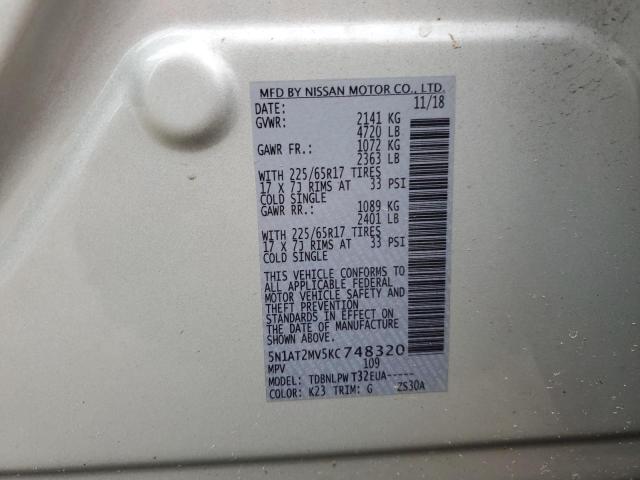 MFD BY NISSAN MOTOR CO., LTD.
DATE: 11/18
GVWR: 2141 KG
4720 LB
GAWR FR.: 1072 KG
2363 LB
WITH 225/65R17 TIRES
17 X 7J RIMS AT 33 PSI
COLD SINGLE
GAWR RR.: 1089 KG
2401 LB
WITH 225/65R17 TIRES
17 X 7J RIMS AT 33 PSI
COLD SINGLE
THIS VEHICLE CONFORMS TO
ALL APPLICABLE FEDERAL
MOTOR VEHICLE SAFETY AND
THEFT PREVENTION
STANDARDS IN EFFECT ON
THE DATE OF MANUFACTURE
SHOWN ABOVE.
5N1AT2MV5KC748320
MPV 109
MODEL: TDBNLPW T32EUA-----
COLOR: K23 TRIM: G ZS30A